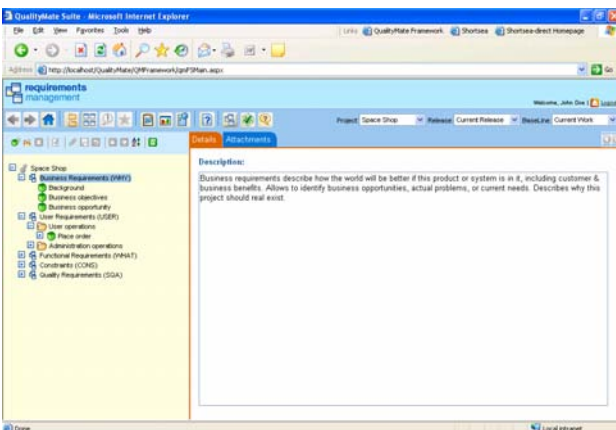 QualityMate Suite - Microsoft Internet Explorer
File Edit View Favorites Tools Help
Links QualityMate Framework Shortsea Shortsea-direct Homepage
Address http://localhost/QualityMate/QMFramework/qmFSMain.aspx Go
requirements
management
Welcome, John Doe | Logout
Project Space Shop Release Current Release BaseLine Current Work
Details Attachments
Space Shop
Business Requirements (WHY)
Background
Business objectives
Business opportunity
User Requirements (USER)
User operations
Place order
Administration operations
Functional Requirements (WHAT)
Constraints (CONS)
Quality Requirements (SQA)
Description:
Business requirements describe how the world will be better if this product or system is in it, including customer &
business benefits. Allows to identify business opportunities, actual problems, or current needs. Describes why this
project should real exist.
Done
Local intranet